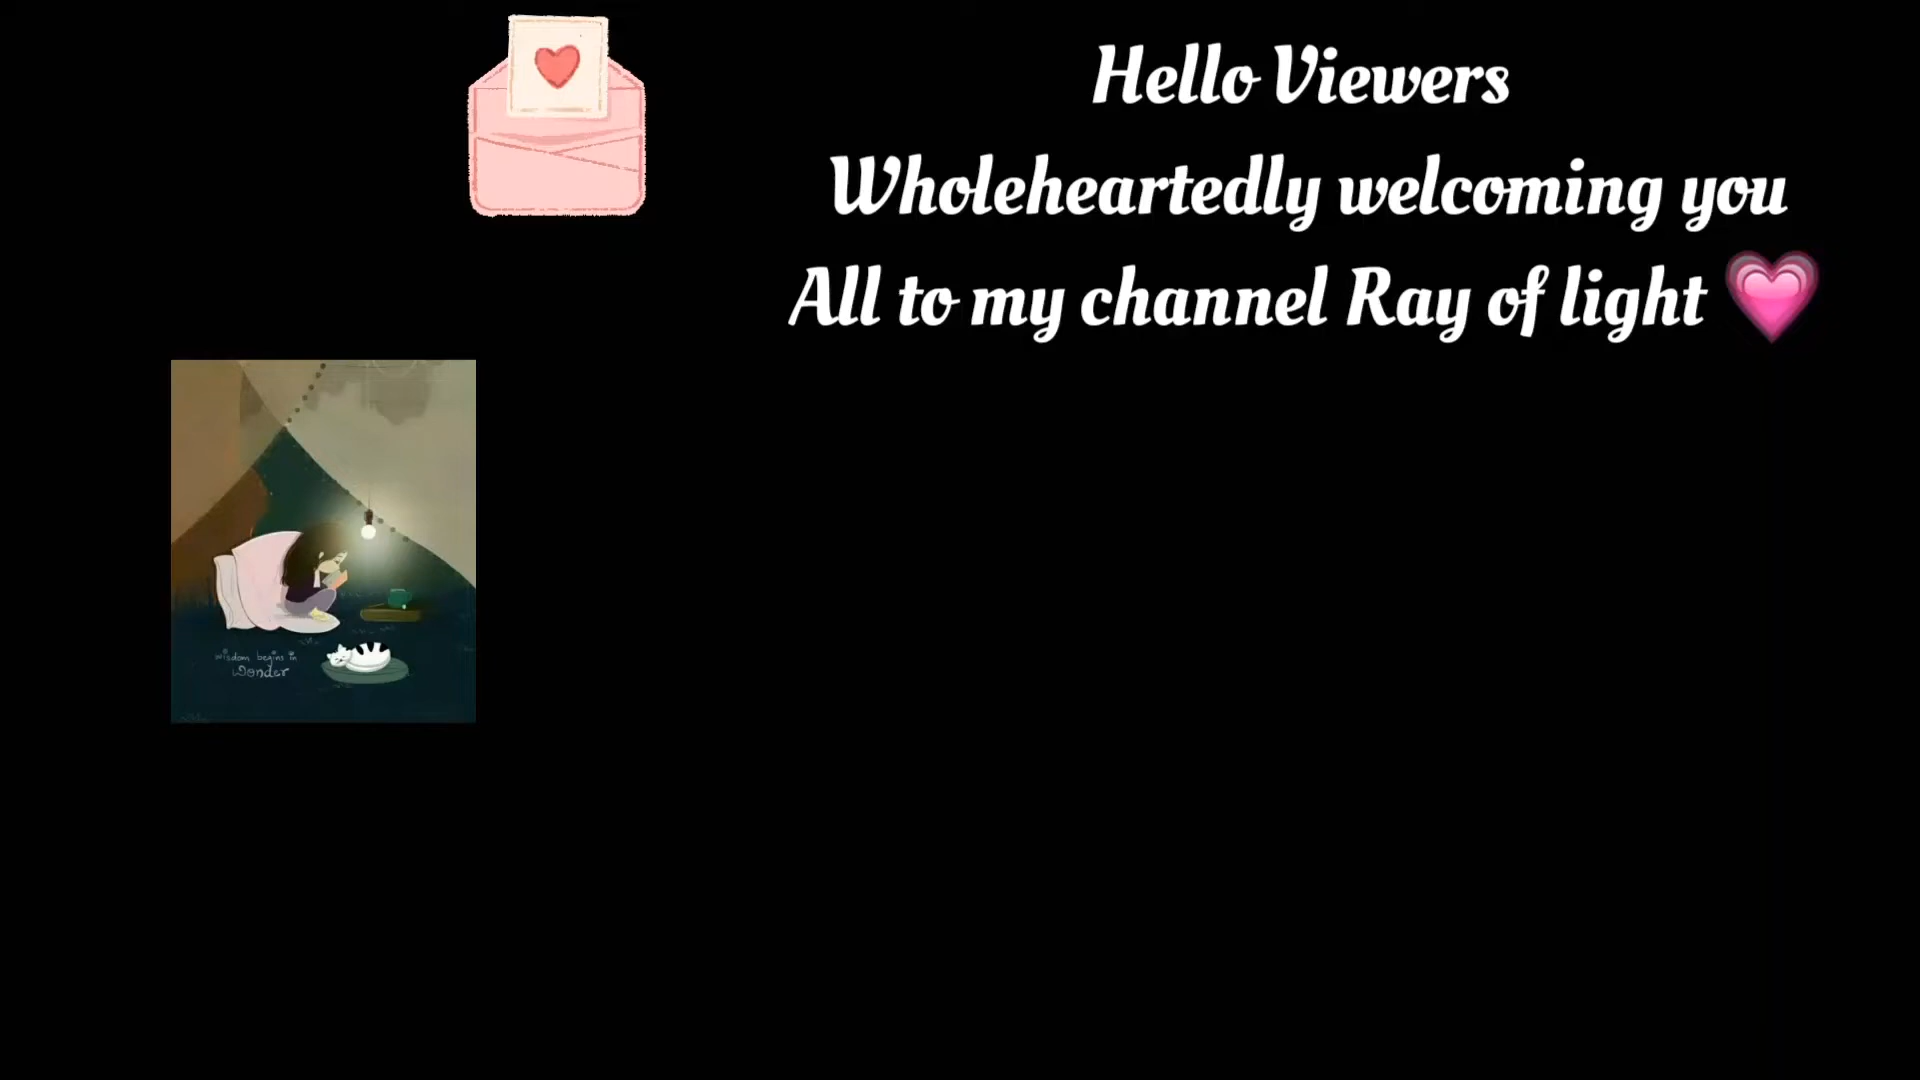 Hello Viewers
Wholeheartedly welcoming you
All to my channel Ray of light 💗
wisdom begins in
wonder